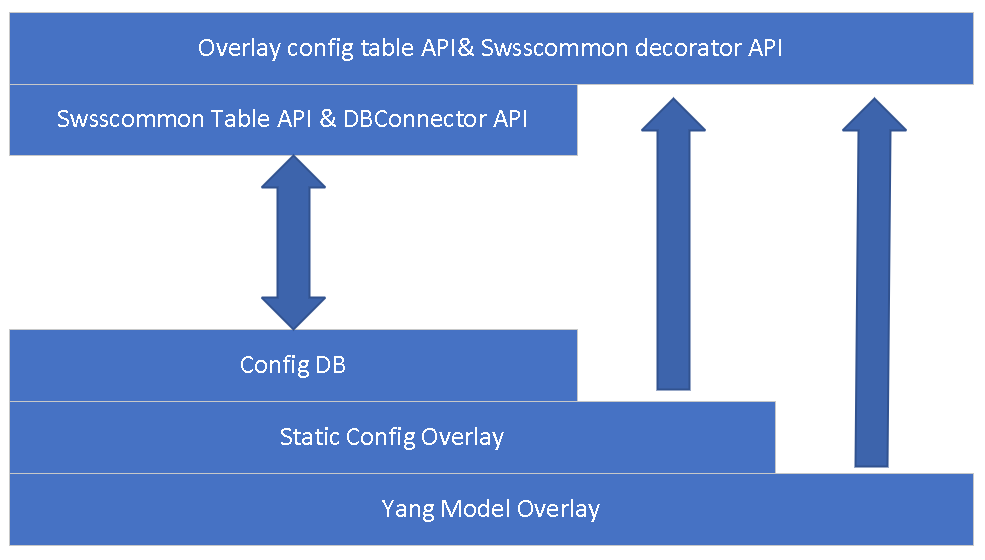 Overlay config table API& Swsscommon decorator API
Swsscommon Table API & DBConnector API
Config DB
Static Config Overlay
Yang Model Overlay